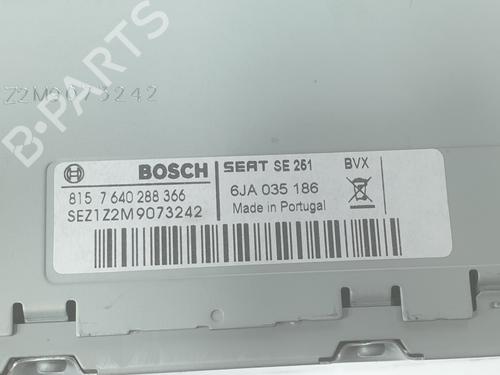 Z2M9073242
B-PARTS
BOSCH
SEAT SE 251
BVX
815 7 640 288 366
6JA 035 186
SEZ1Z2M9073242
Made in Portugal